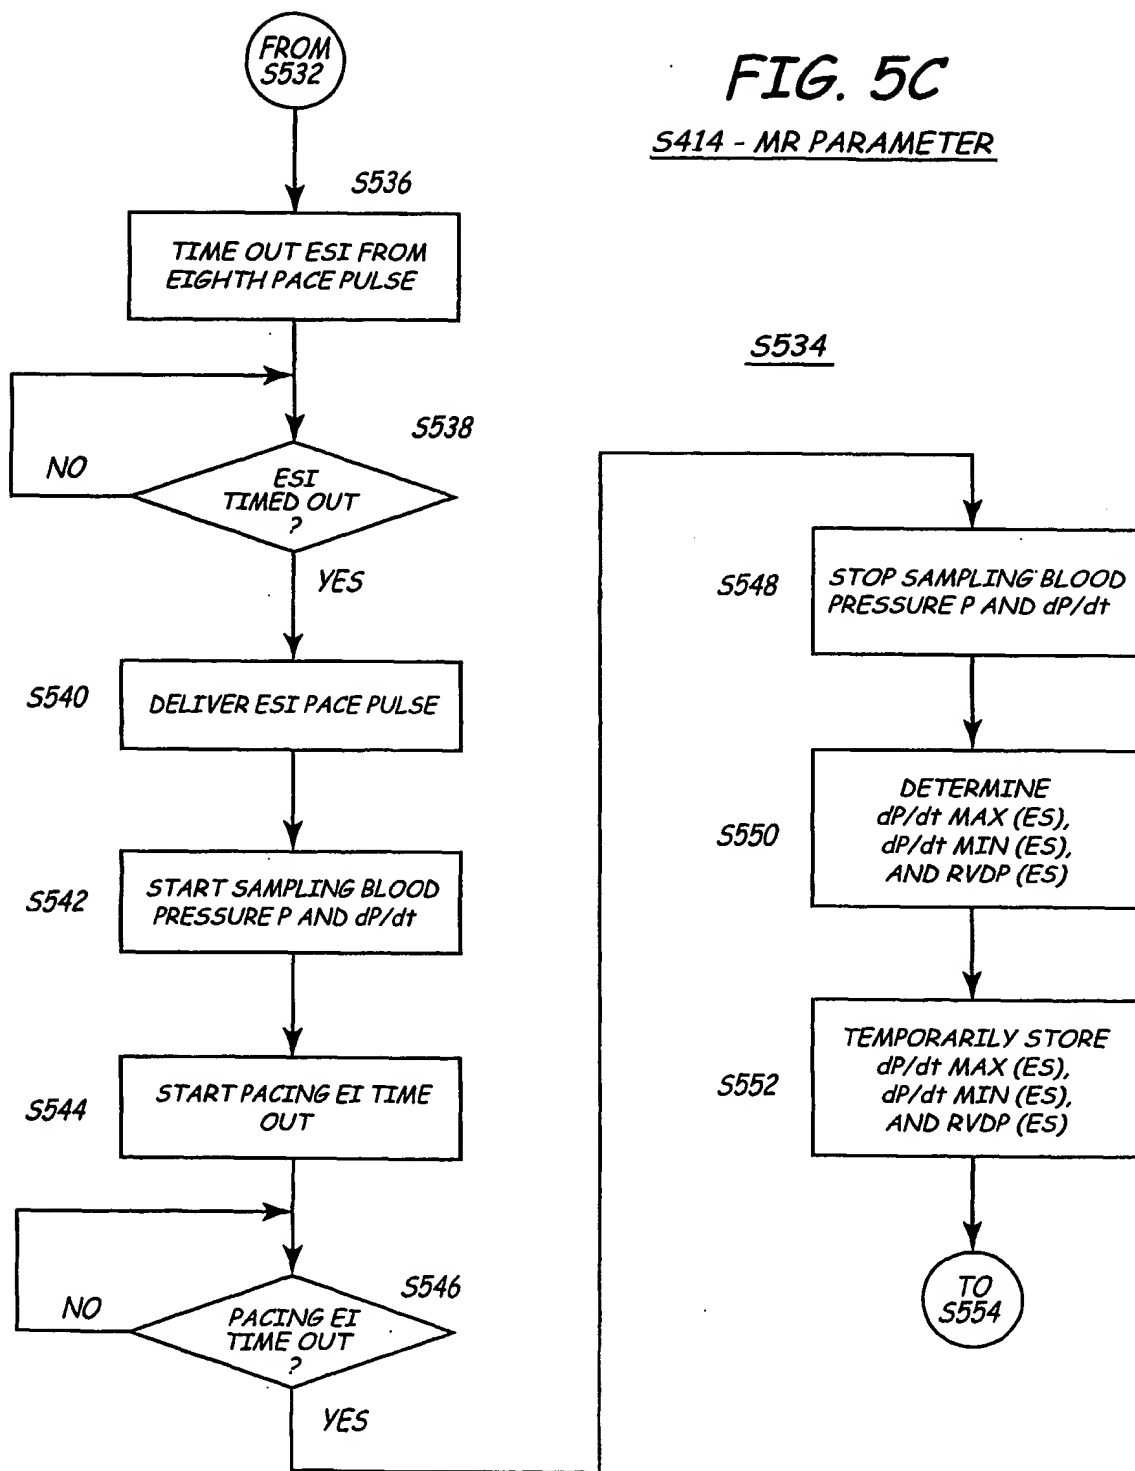 FROM
S532
FIG. 5C
S414 - MR PARAMETER
S536
TIME OUT ESI FROM
EIGHTH PACE PULSE
S534
S538
NO
ESI
TIMED OUT
?
YES
S540
DELIVER ESI PACE PULSE
S542
START SAMPLING BLOOD
PRESSURE P AND dP/dt
S544
START PACING EI TIME
OUT
S546
NO
PACING EI
TIME OUT
?
YES
S548
STOP SAMPLING BLOOD
PRESSURE P AND dP/dt
S550
DETERMINE
dP/dt MAX (ES),
dP/dt MIN (ES),
AND RVDP (ES)
S552
TEMPORARILY STORE
dP/dt MAX (ES),
dP/dt MIN (ES),
AND RVDP (ES)
TO
S554